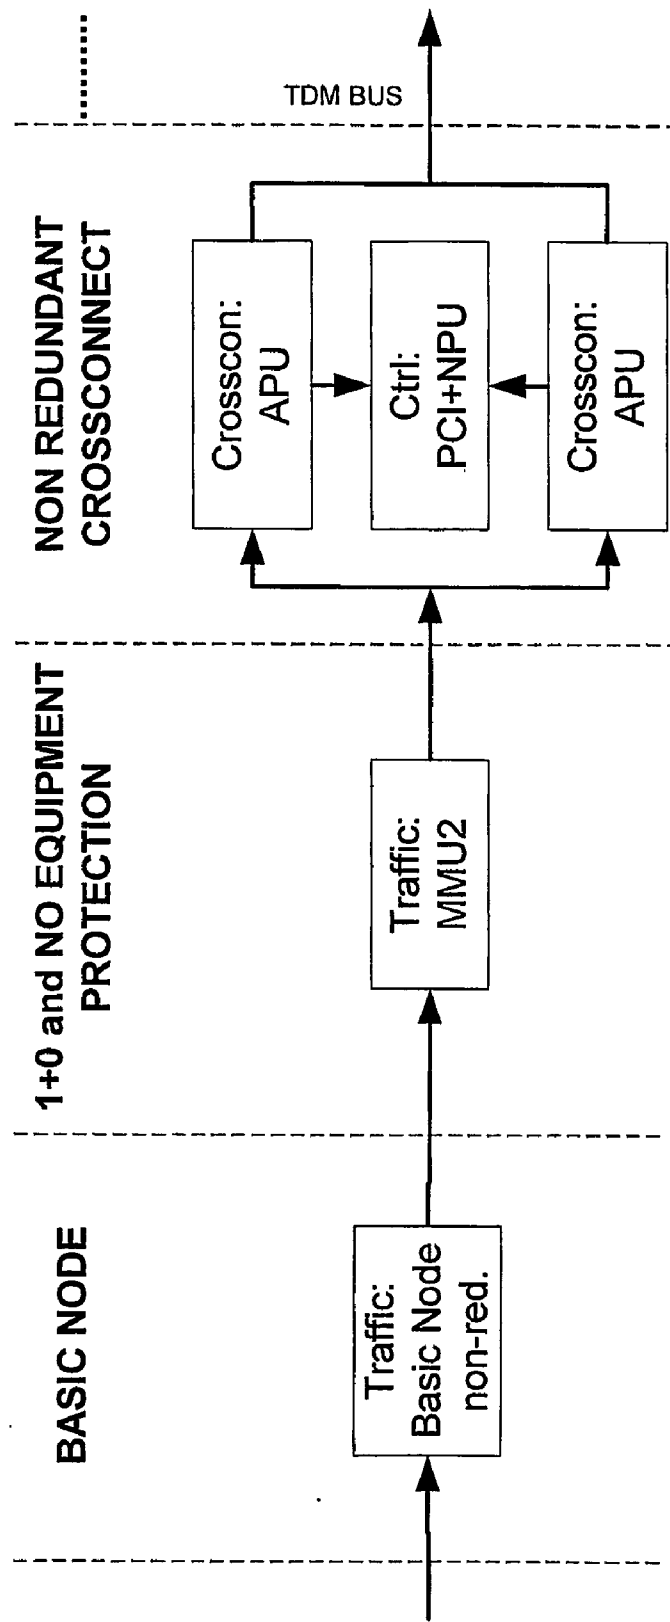 BASIC NODE
1+0 and NO EQUIPMENT
PROTECTION
NON REDUNDANT
CROSSCONNECT
Traffic:
Basic Node
non-red.
Traffic:
MMU2
Crosscon:
APU
Ctrl:
PCI+NPU
Crosscon:
APU
TDM BUS